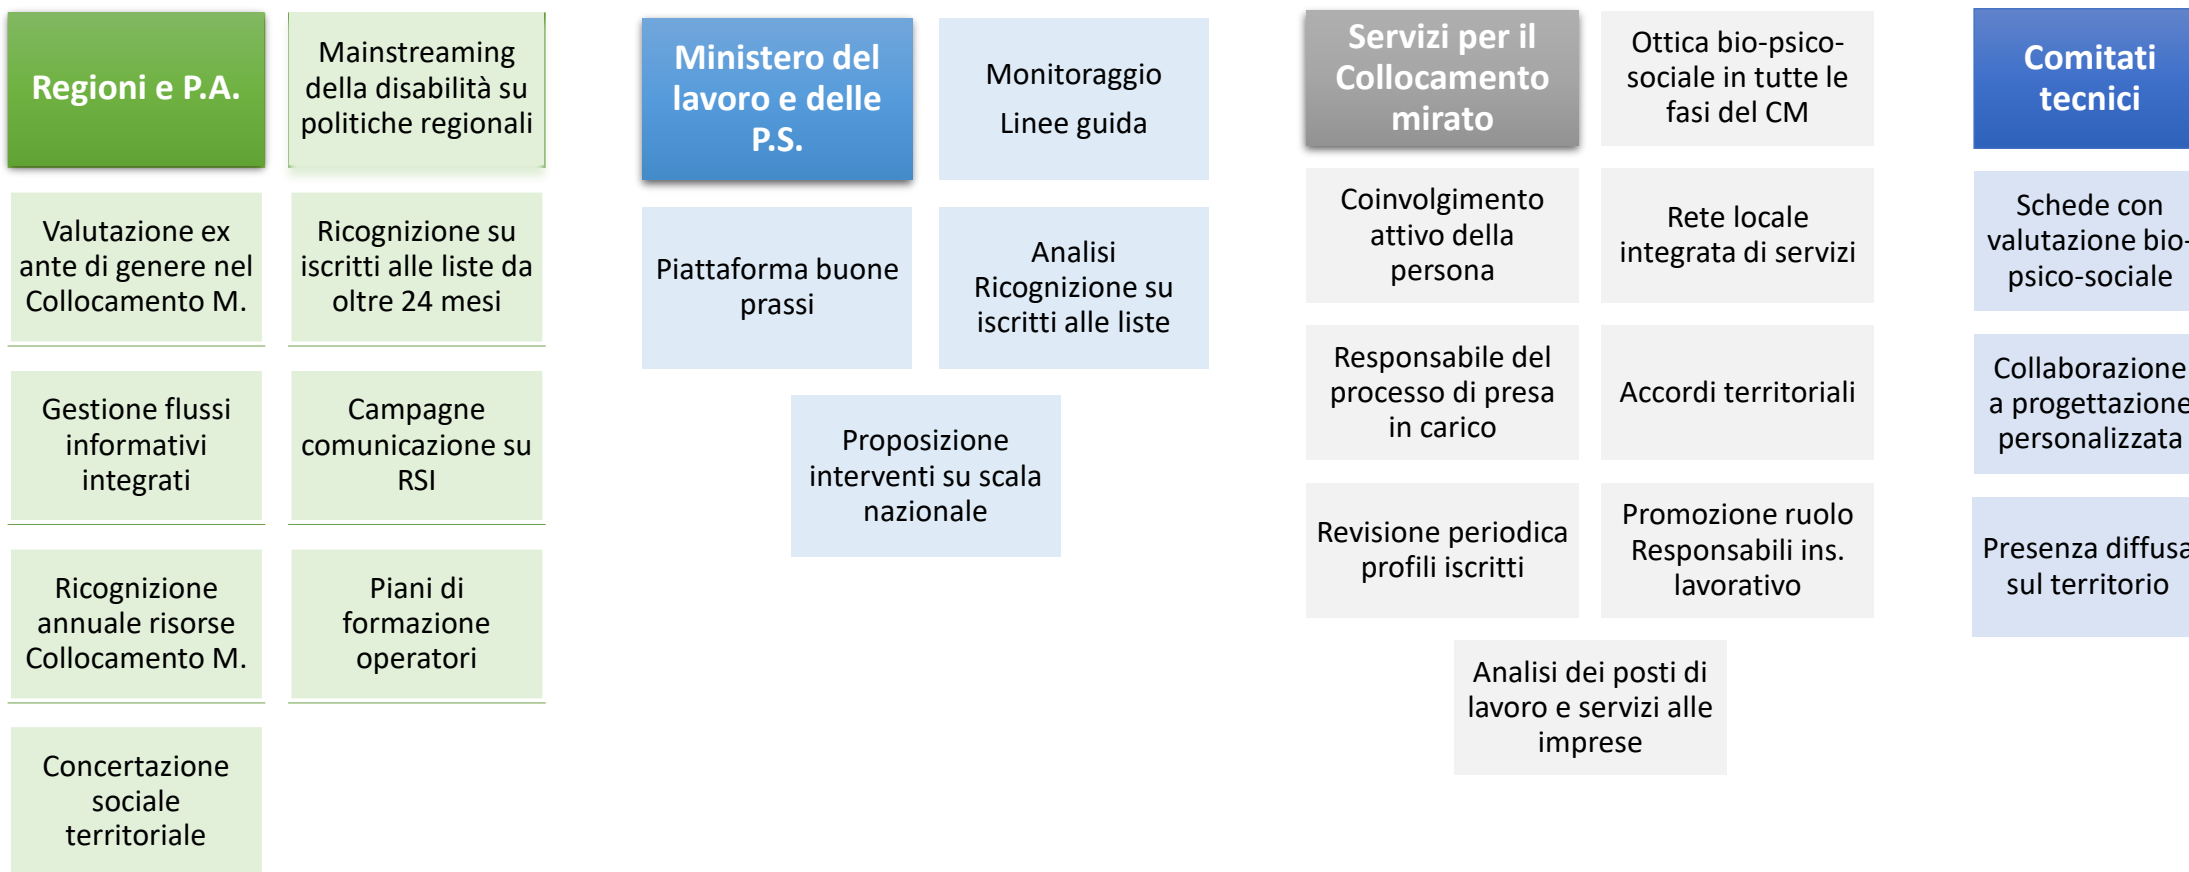 Regioni e P.A.
Mainstreaming
della disabilità su
politiche regionali
Valutazione ex
ante di genere nel
Collocamento M.
Ricognizione su
iscritti alle liste da
oltre 24 mesi
Gestione flussi
informativi
integrati
Campagne
comunicazione su
RSI
Ricognizione
annuale risorse
Collocamento M.
Piani di
formazione
operatori
Concertazione
sociale
territoriale
Ministero del
lavoro e delle
P.S.
Monitoraggio
Linee guida
Piattaforma buone
prassi
Analisi
Ricognizione su
iscritti alle liste
Proposizione
interventi su scala
nazionale
Servizi per il
Collocamento
mirato
Ottica bio-psico-
sociale in tutte le
fasi del CM
Coinvolgimento
attivo della
persona
Rete locale
integrata di servizi
Responsabile del
processo di presa
in carico
Accordi territoriali
Revisione periodica
profili iscritti
Promozione ruolo
Responsabili ins.
lavorativo
Analisi dei posti di
lavoro e servizi alle
imprese
Comitati
tecnici
Schede con
valutazione bio-
psico-sociale
Collaborazione
a progettazione
personalizzata
Presenza diffusa
sul territorio